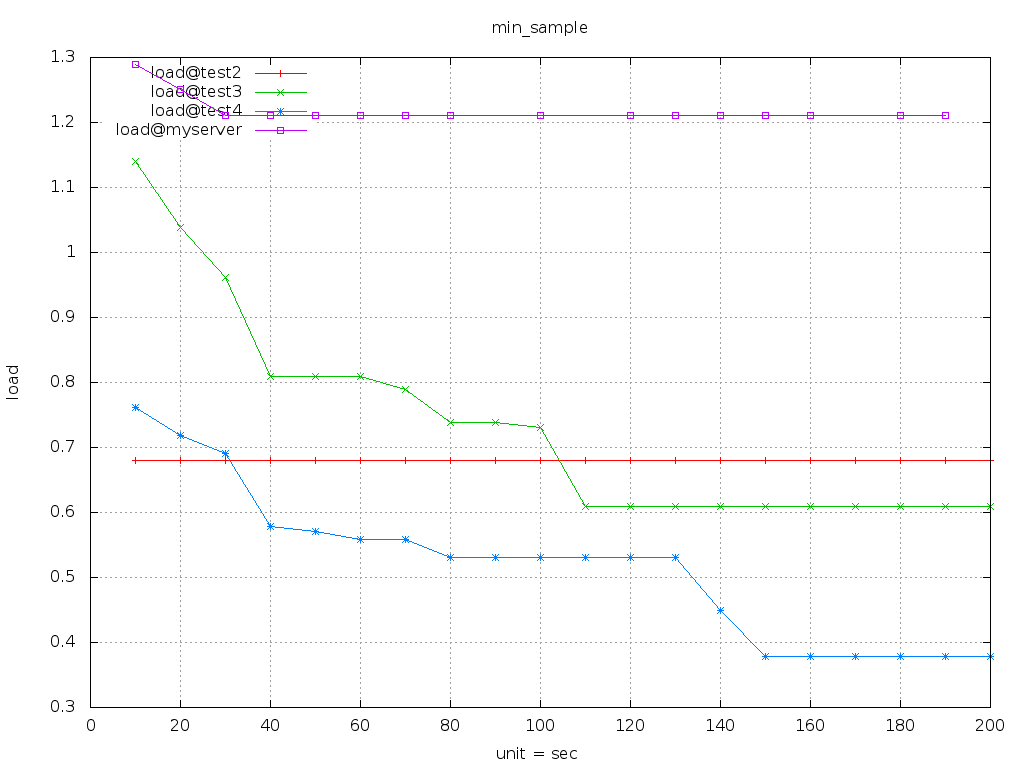 min_sample
1.3
1.2
1.1
1
0.9
0.8
0.7
0.6
0.5
0.4
0.3
load
load@test2
load@test3
load@test4
load@myserver
0 20 40 60 80 100 120 140 160 180 200
unit = sec